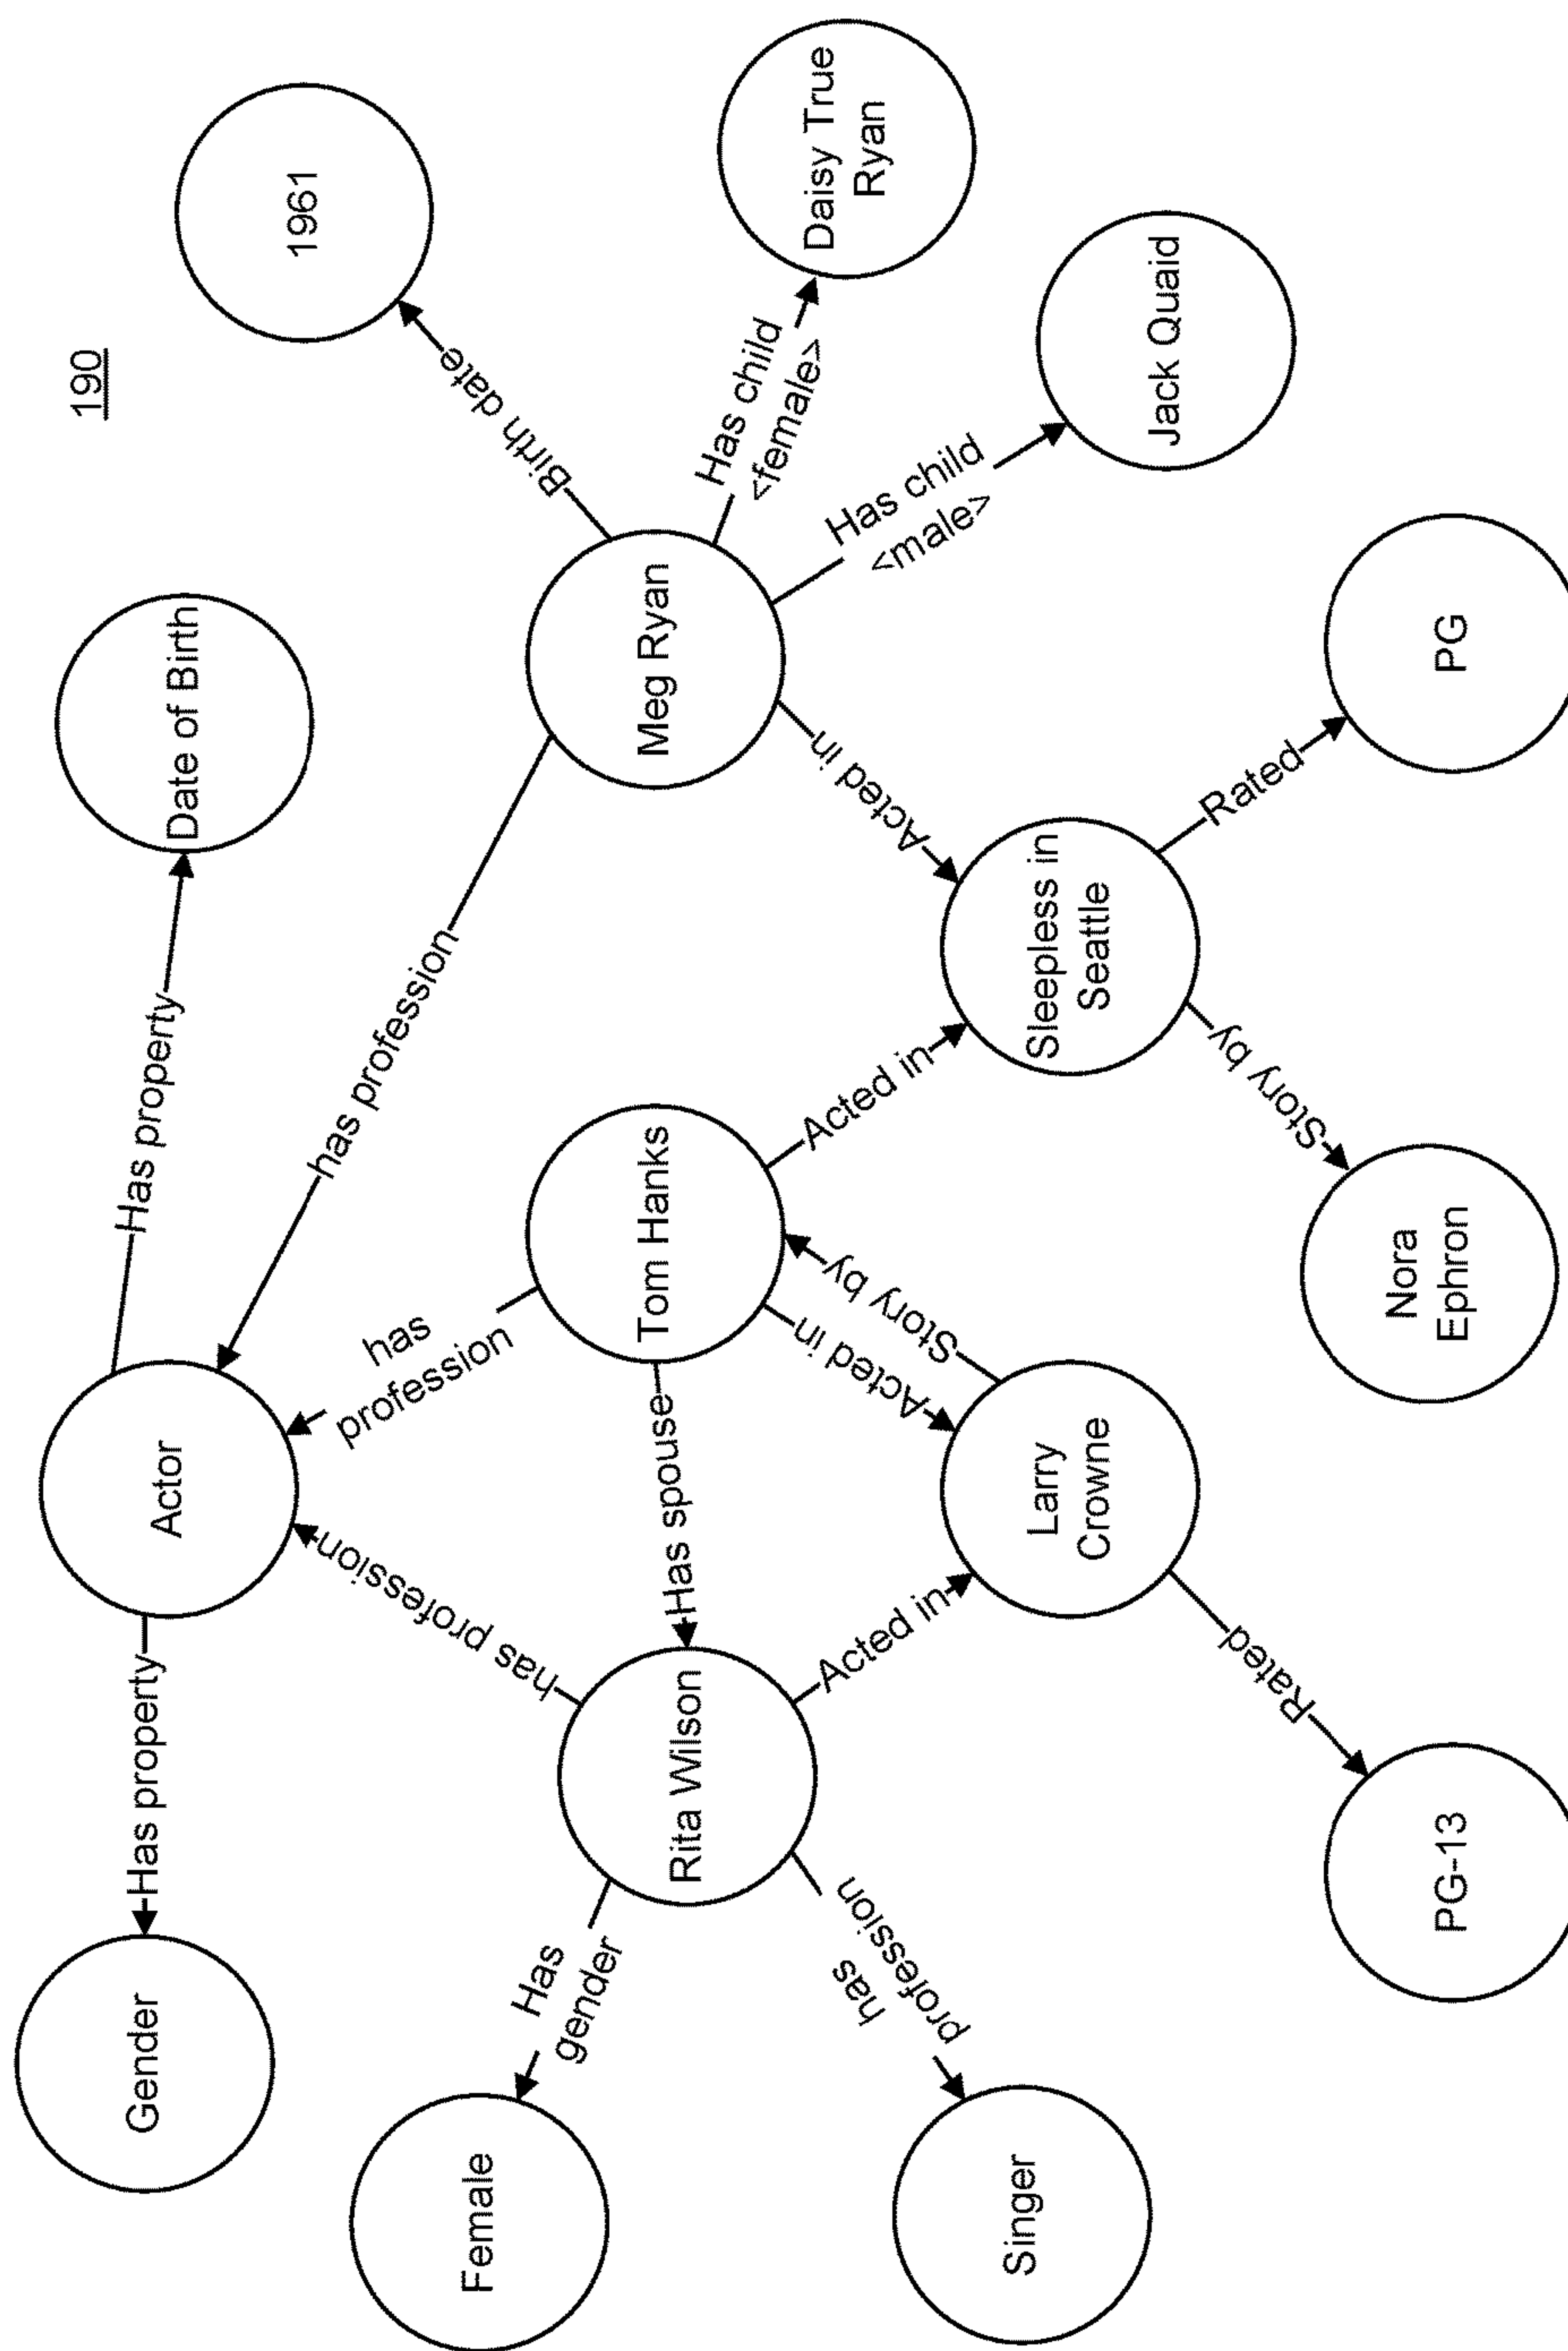 190
Gender
Has property
Actor
Has property
Date of Birth
1961
Birth date
has profession
has
profession
has profession
Female
Has
gender
Rita Wilson
Has spouse
Tom Hanks
Meg Ryan
Has child
<female>
Daisy True
Ryan
Has child
<male>
Jack Quaid
has
profession
Singer
Acted in
Larry
Crowne
Acted in
Story by
Acted in
Sleepless in
Seattle
Acted in
Rated
PG-13
Story by
Nora
Ephron
Rated
PG